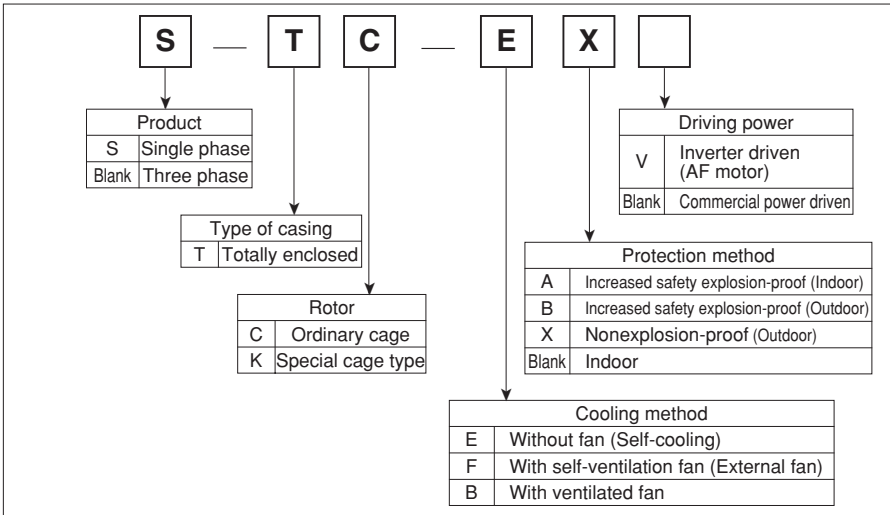 S — T C — E X
Product
S Single phase
Blank Three phase
Driving power
V Inverter driven
(AF motor)
Blank Commercial power driven
Type of casing
T Totally enclosed
Protection method
A Increased safety explosion-proof (Indoor)
B Increased safety explosion-proof (Outdoor)
X Nonexplosion-proof (Outdoor)
Blank Indoor
Rotor
C Ordinary cage
K Special cage type
Cooling method
E Without fan (Self-cooling)
F With self-ventilation fan (External fan)
B With ventilated fan